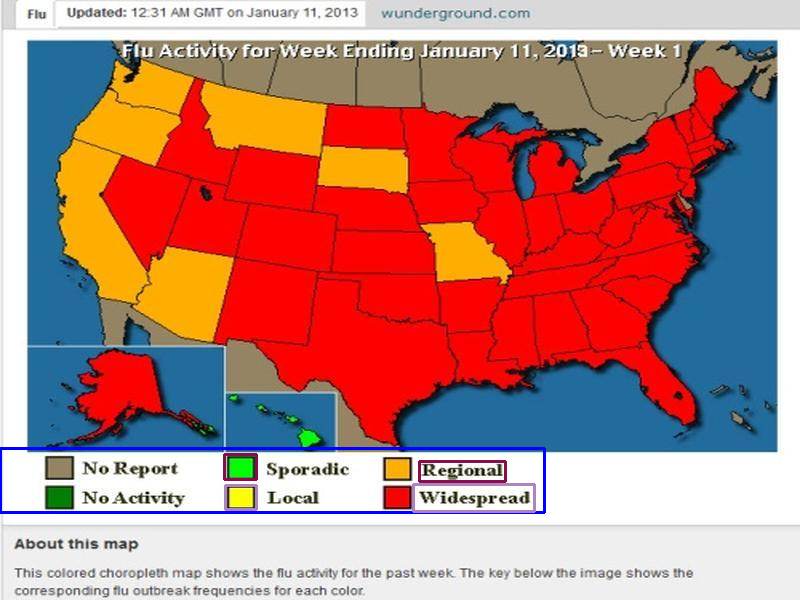 Flu
Updated: 12:31 AM GMT on January 11, 2013
wunderground.com
Flu Activity for Week Ending January 11, 2013- Week 1
No Report
Sporadic
Regional
No Activity
Local
Widespread
About this map
This colored choropleth map shows the flu activity for the past week. The key below the image shows the
corresponding flu outbreak frequencies for each color.